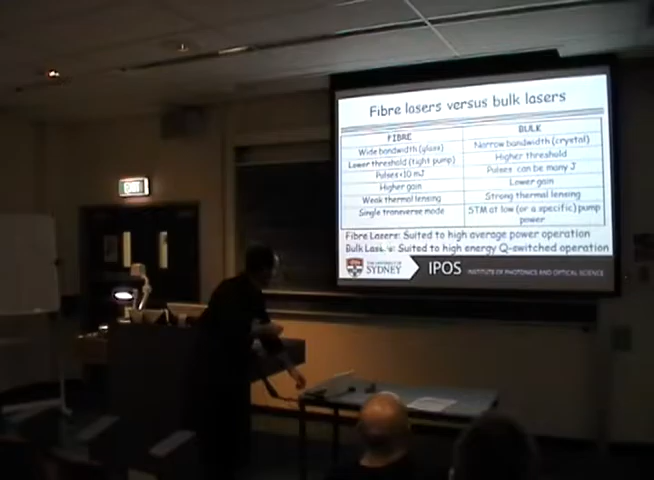 EXIT
Fibre lasers versus bulk lasers
FIBRE BULK
Wide bandwidth (glass) Narrow bandwidth (crystal)
Lower threshold (tight pump) Higher threshold
Pulses <10 mJ Pulses can be many J
Higher gain Lower gain
Weak thermal lensing Strong thermal lensing
Single transverse mode STM at low (or a specific) pump
power
Fibre Lasers: Suited to high average power operation
Bulk Lasers: Suited to high energy Q-switched operation
THE UNIVERSITY OF
SYDNEY
IPOS INSTITUTE OF PHOTONICS AND OPTICAL SCIENCE